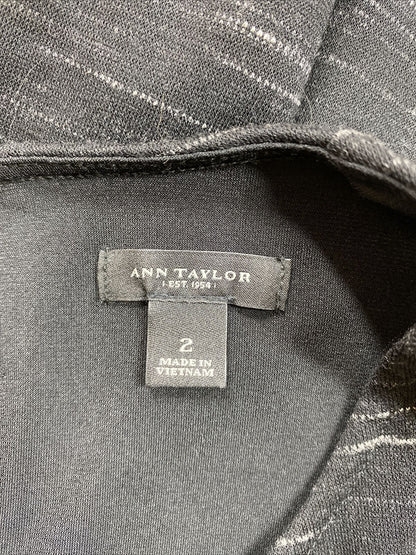 ANN TAYLOR
| EST. 1954 |
2
MADE IN
VIETNAM